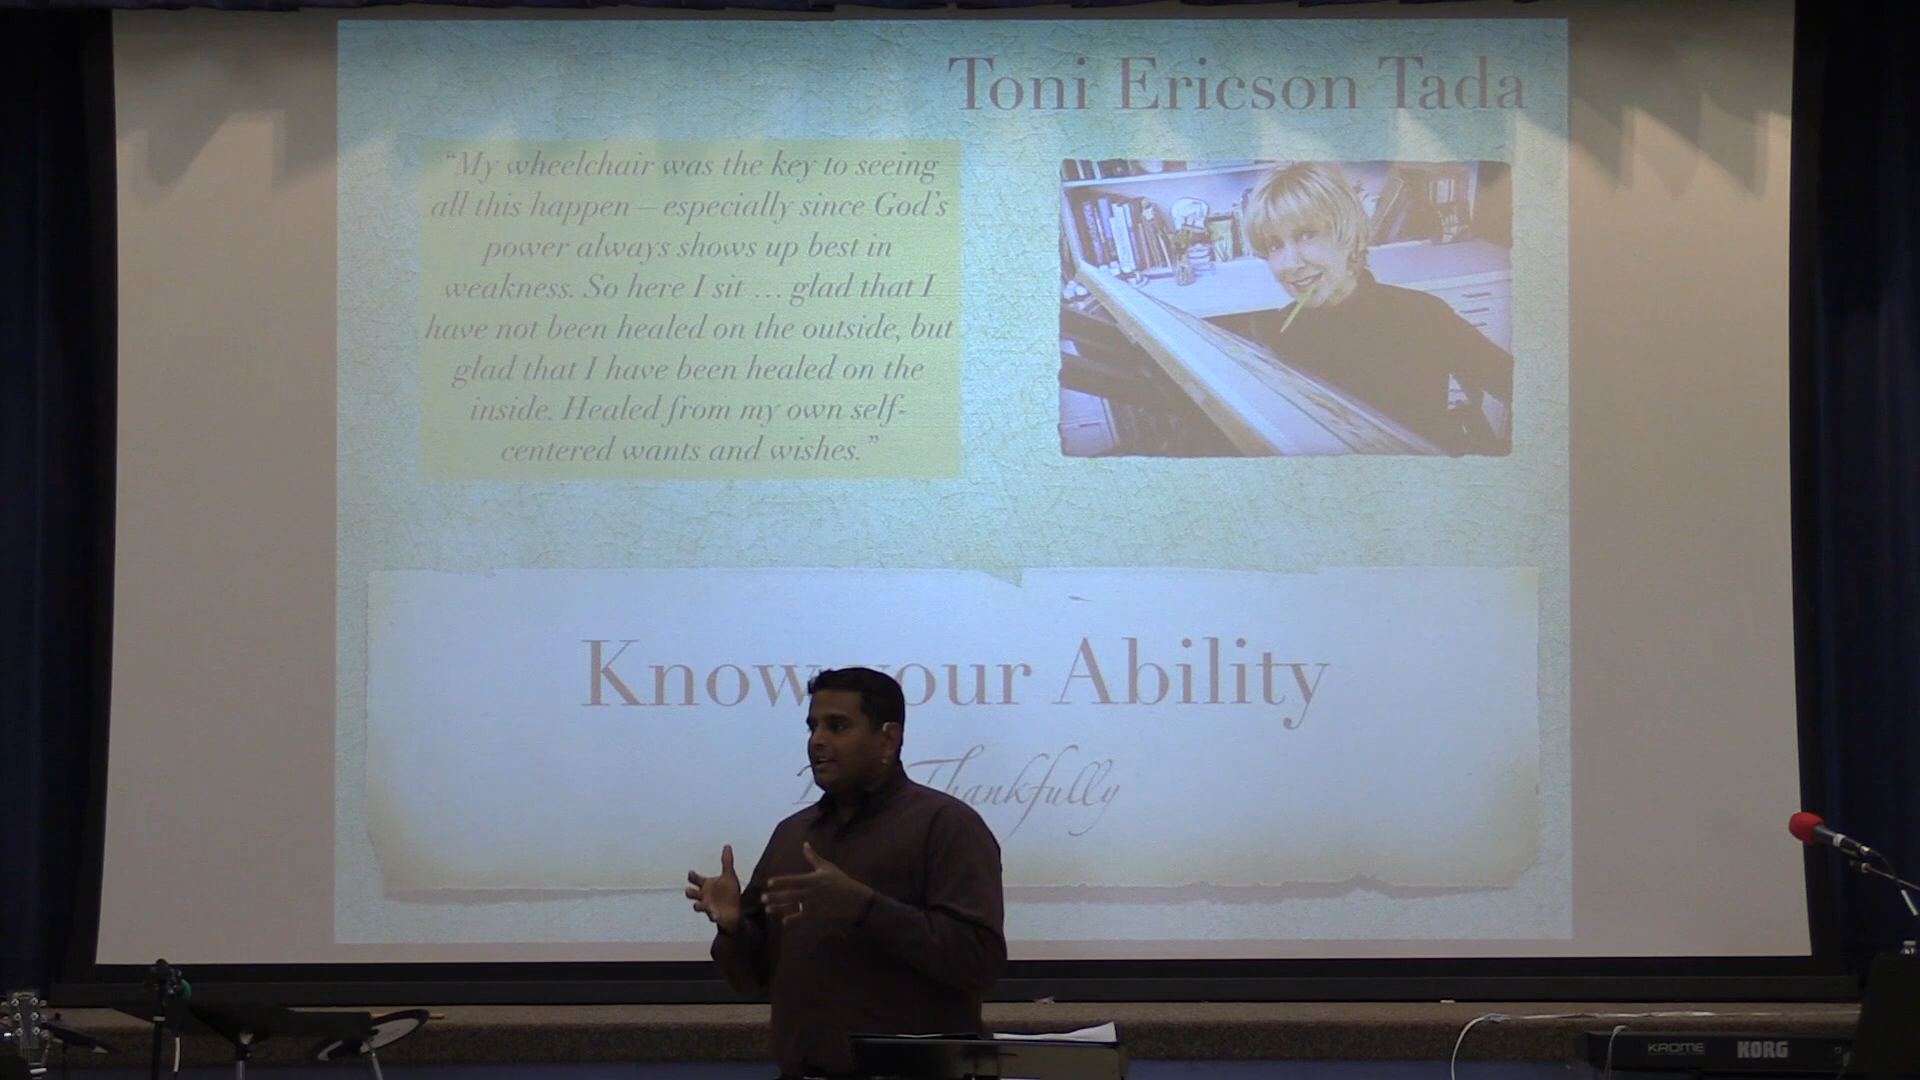 Toni Ericson Tada
“My wheelchair was the key to seeing
all this happen – especially since God’s
power always shows up best in
weakness. So here I sit … glad that I
have not been healed on the outside, but
glad that I have been healed on the
inside. Healed from my own self-
centered wants and wishes.”
Know your Ability
Thankfully
KROME KORG